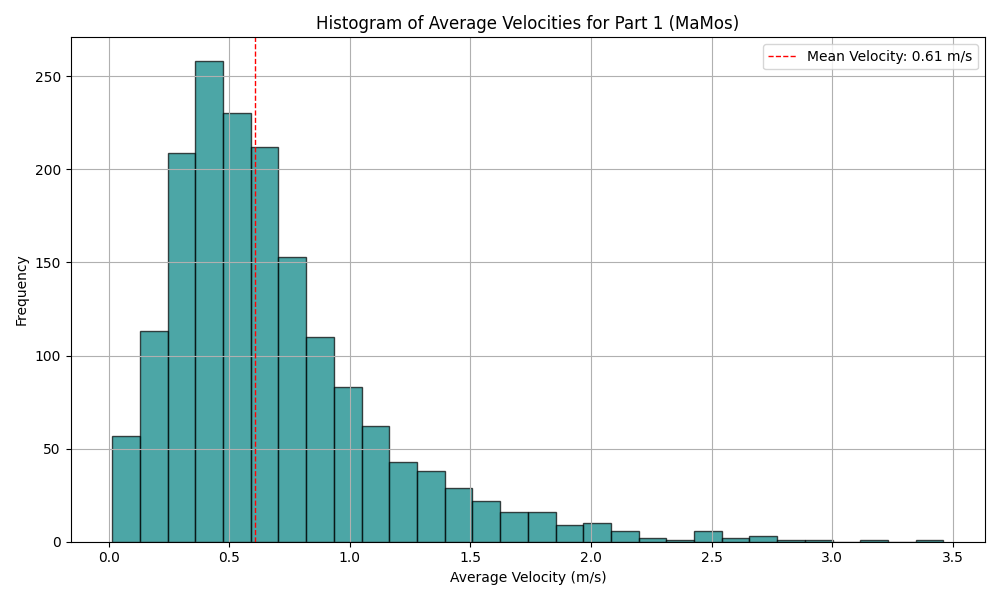 Histogram of Average Velocities for Part 1 (MaMos)
Mean Velocity: 0.61 m/s
Frequency
250
200
150
100
50
0
0.0 0.5 1.0 1.5 2.0 2.5 3.0 3.5
Average Velocity (m/s)